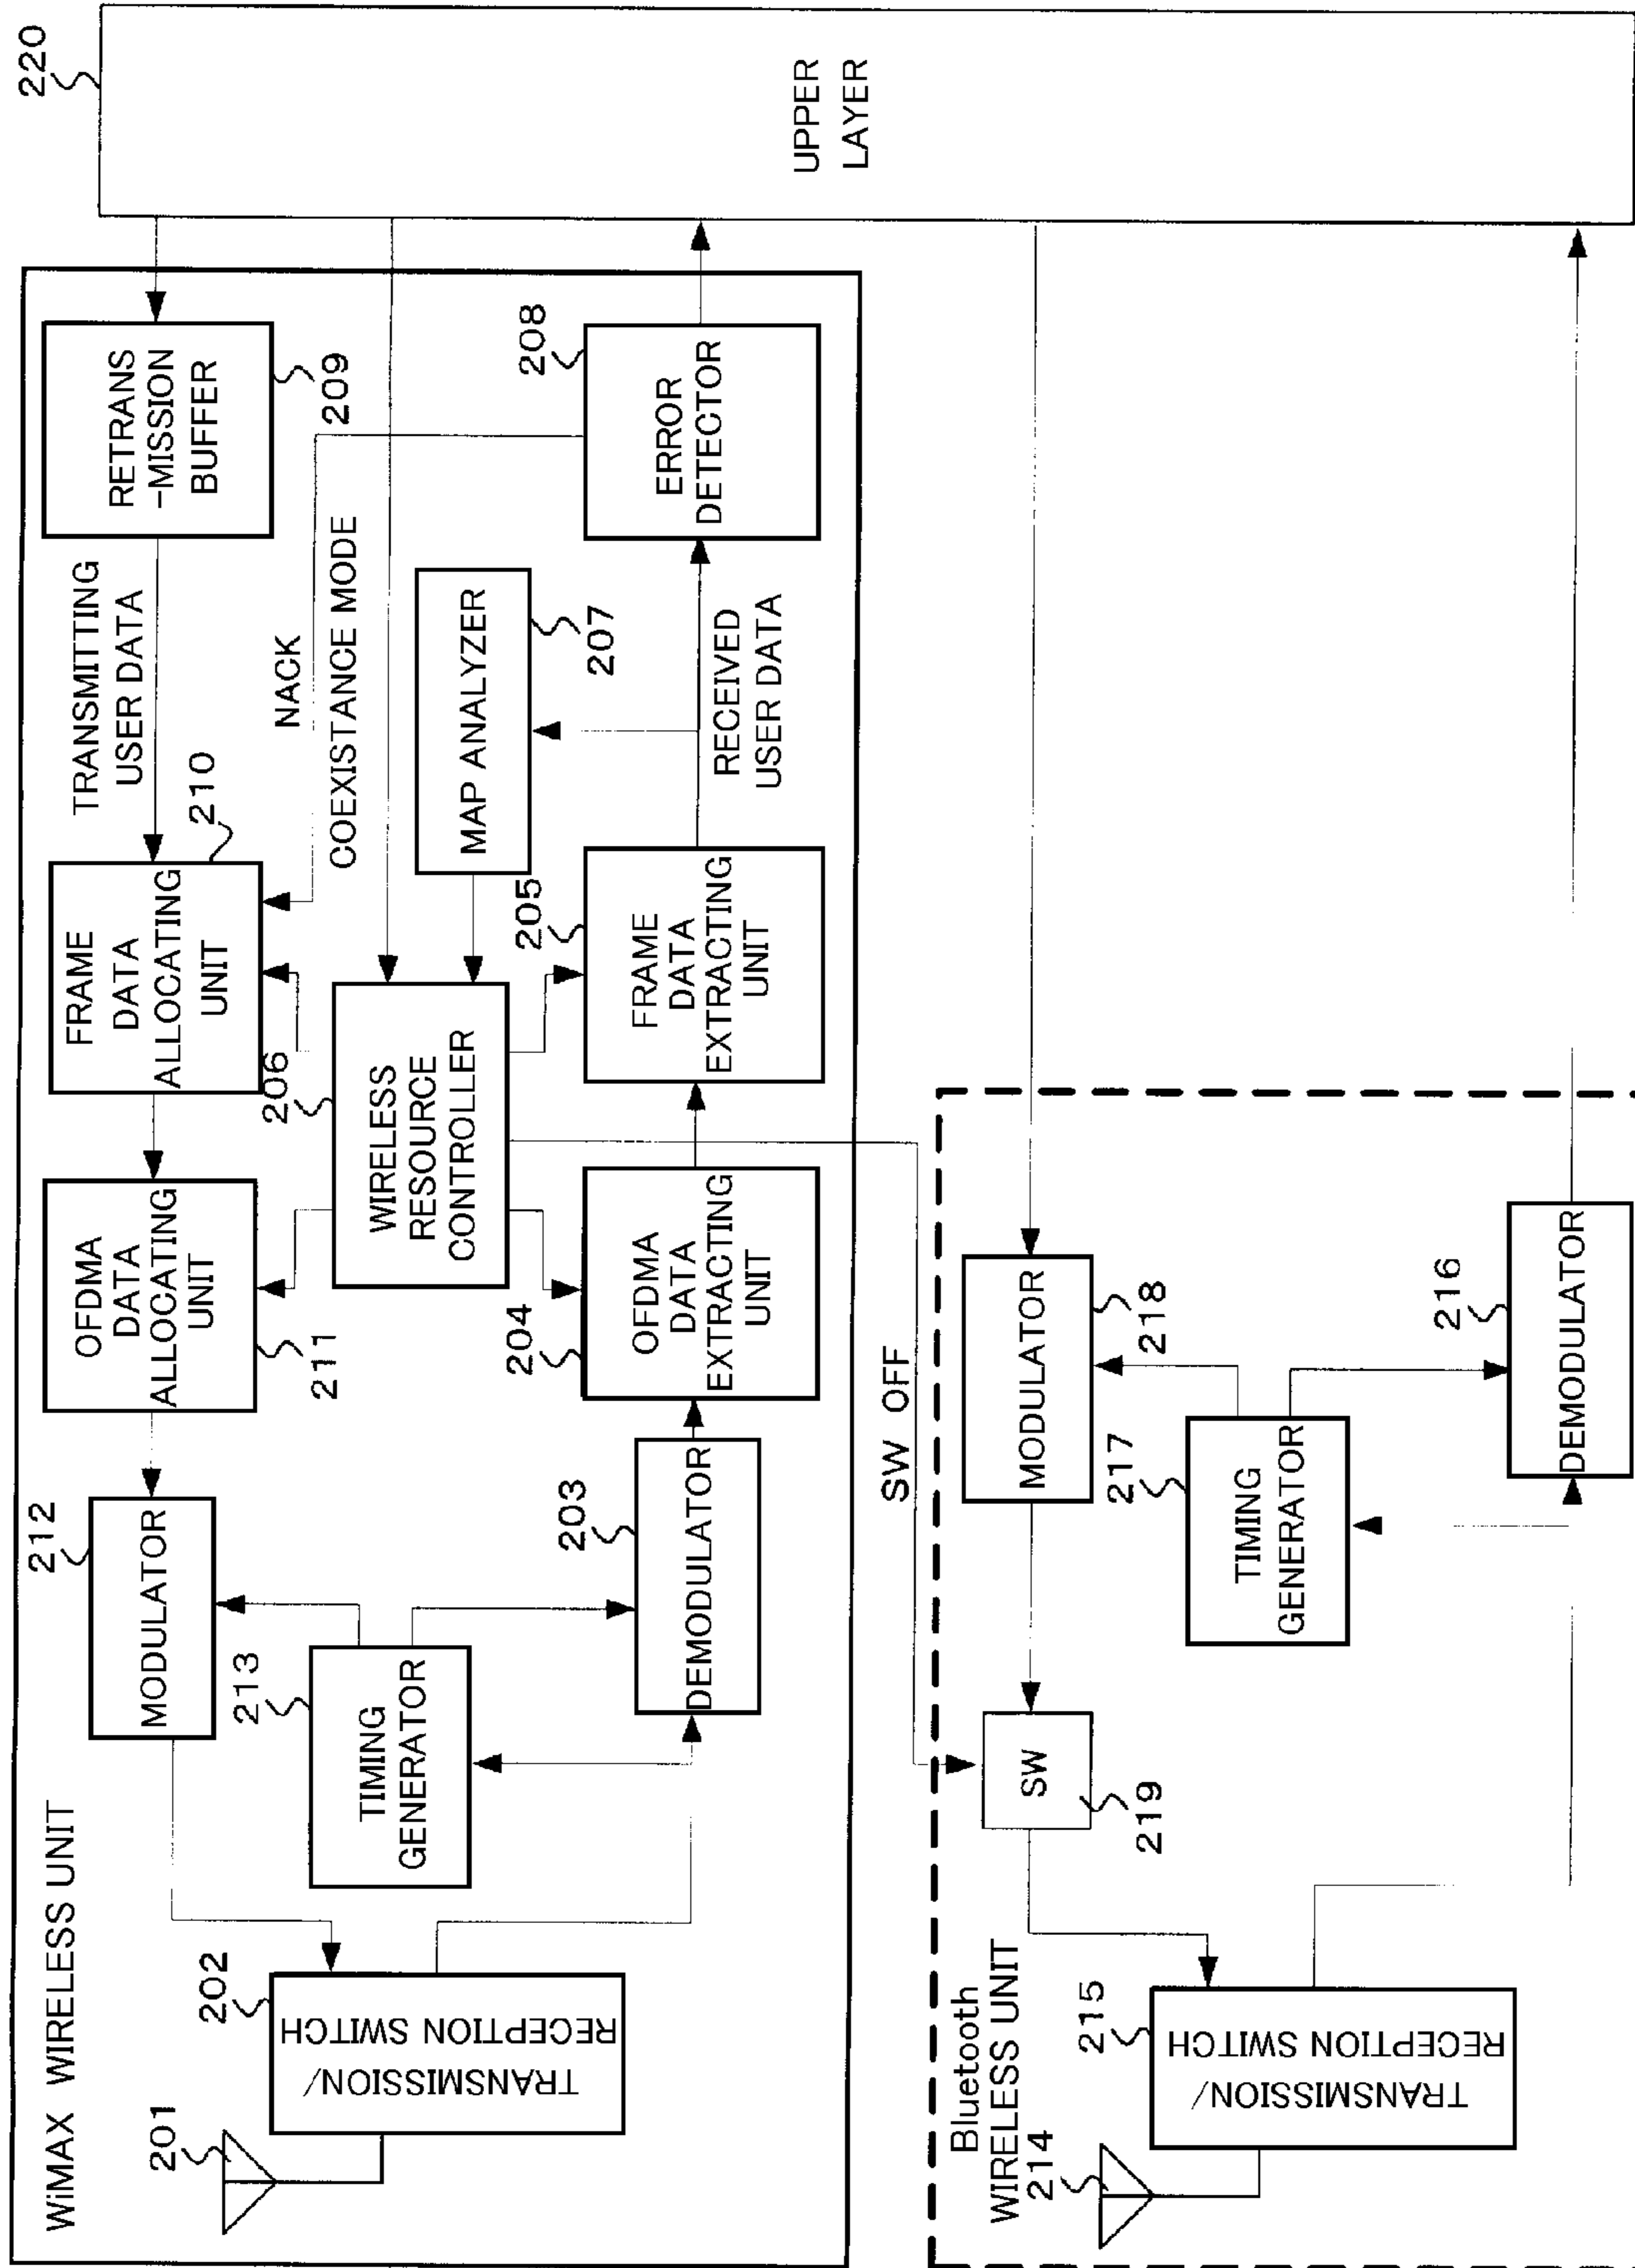 WiMAX WIRELESS UNIT
201
202
TRANSMISSION/
RECEPTION SWITCH
212
MODULATOR
213
TIMING
GENERATOR
203
DEMODULATOR
OFDMA
DATA
ALLOCATING
UNIT
211
204
OFDMA
DATA
EXTRACTING
UNIT
206
WIRELESS
RESOURCE
CONTROLLER
FRAME
DATA
ALLOCATING
UNIT
210
205
FRAME
DATA
EXTRACTING
UNIT
TRANSMITTING
USER DATA
NACK
COEXISTANCE MODE
MAP ANALYZER
207
RECEIVED
USER DATA
RETRANS
-MISSION
BUFFER
209
208
ERROR
DETECTOR
220
UPPER
LAYER
SW OFF
Bluetooth
WIRELESS UNIT
214
215
TRANSMISSION/
RECEPTION SWITCH
SW
219
MODULATOR
218
217
TIMING
GENERATOR
216
DEMODULATOR